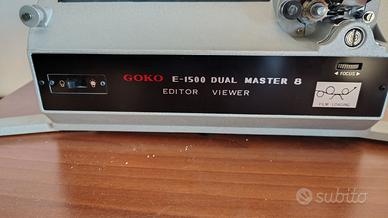 GOKO E-1500 DUAL MASTER 8
EDITOR VIEWER
◄ FOCUS ►
FILM LOADING
subito